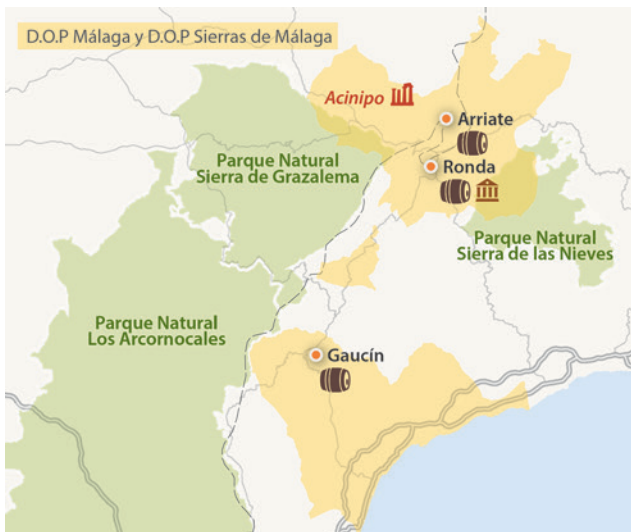 D.O.P Málaga y D.O.P Sierras de Málaga
Acinipo
Arriate
Parque Natural
Sierra de Grazalema
Ronda
Parque Natural
Sierra de las Nieves
Parque Natural
Los Arcornocales
Gaucín